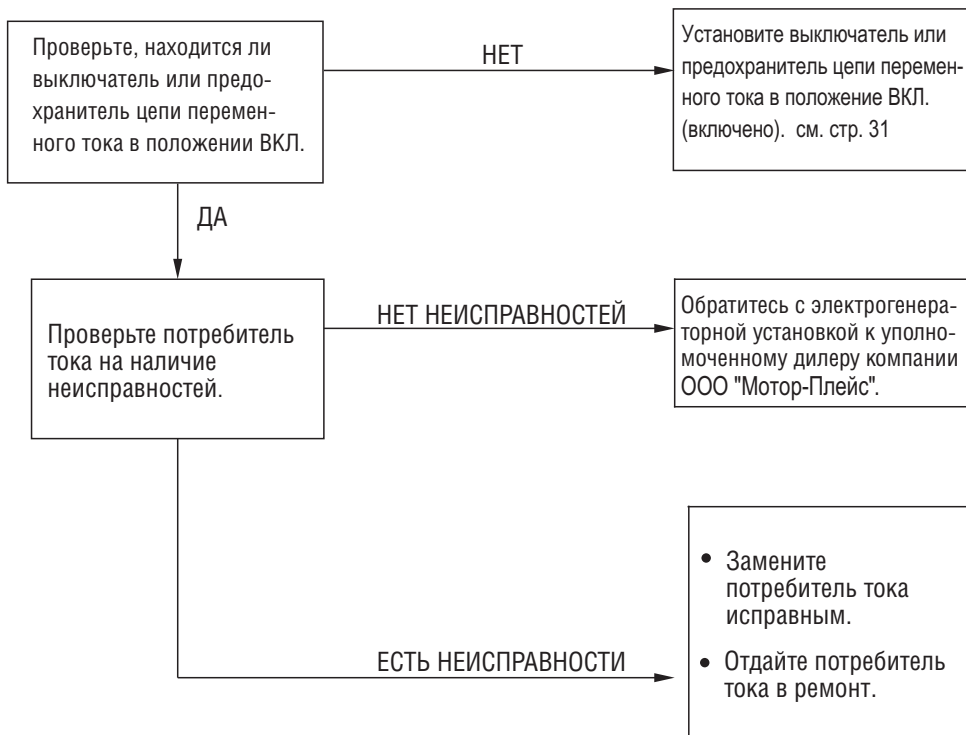 Проверьте, находится ли
выключатель или предо-
хранитель цепи перемен-
ного тока в положении ВКЛ.
НЕТ
Установите выключатель или
предохранитель цепи перемен-
ного тока в положение ВКЛ.
(включено). см. стр. 31
ДА
Проверьте потребитель
тока на наличие
неисправностей.
НЕТ НЕИСПРАВНОСТЕЙ
Обратитесь с электрогенера-
торной установкой к уполно-
моченному дилеру компании
ООО "Мотор-Плейс".
ЕСТЬ НЕИСПРАВНОСТИ
• Замените
потребитель тока
исправным.
• Отдайте потребитель
тока в ремонт.